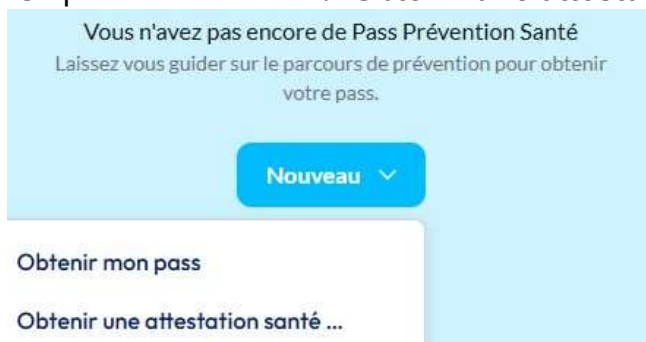 Vous n'avez pas encore de Pass Prévention Santé
Laissez vous guider sur le parcours de prévention pour obtenir
votre pass.
Nouveau
Obtenir mon pass
Obtenir une attestation santé ...